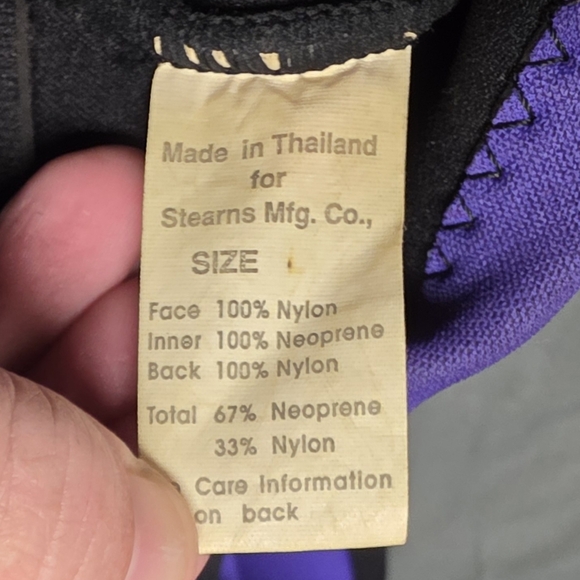 Made in Thailand
for
Stearns Mfg. Co.,
SIZE
Face 100% Nylon
Inner 100% Neoprene
Back 100% Nylon
Total 67% Neoprene
33% Nylon
Care Information
on back